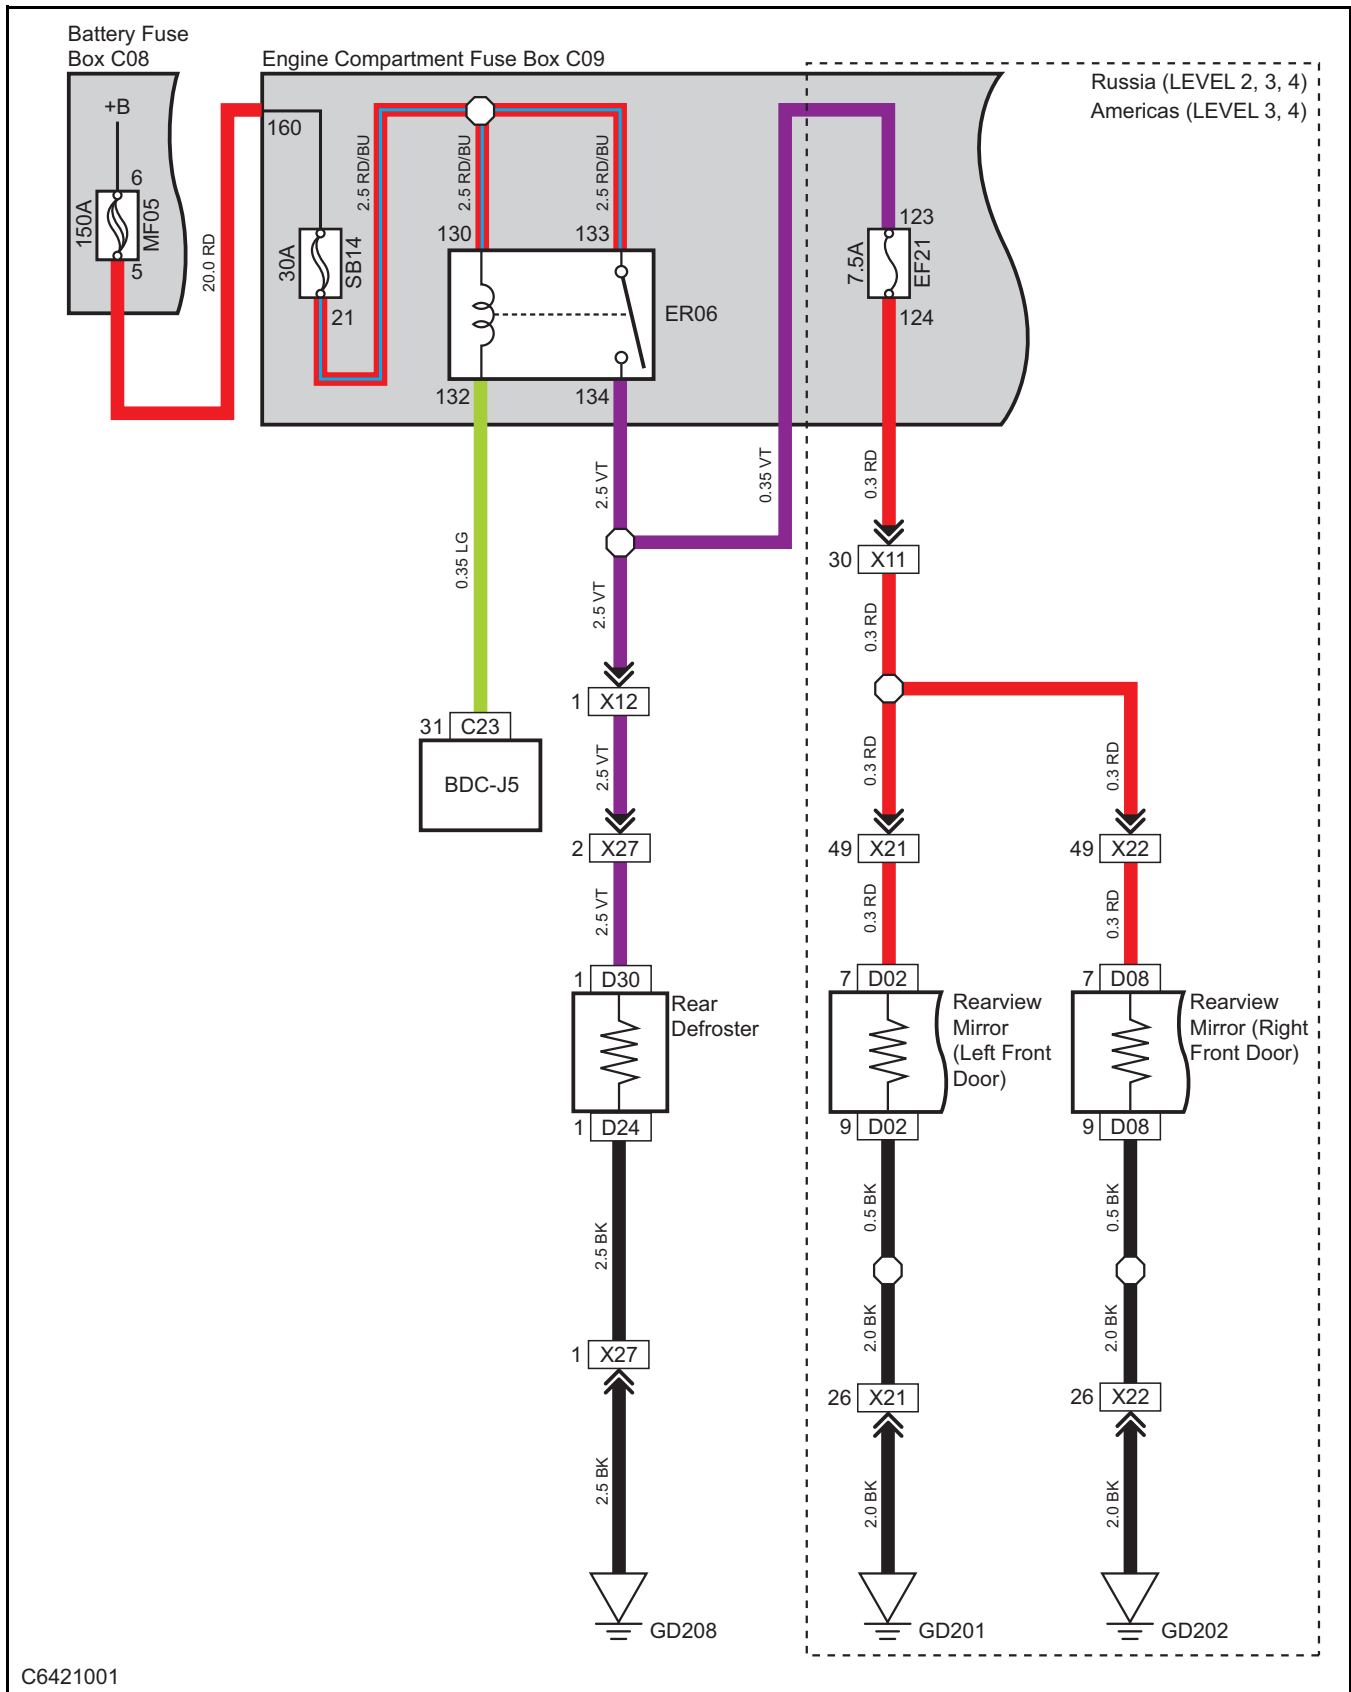 Battery Fuse
Box C08
Engine Compartment Fuse Box C09
Russia (LEVEL 2, 3, 4)
Americas (LEVEL 3, 4)
+B
160
6
150A
MF05
5
20.0 RD
30A
SB14
21
2.5 RD/BU
2.5 RD/BU
2.5 RD/BU
130
133
ER06
132
134
123
7.5A
EF21
124
0.35 LG
2.5 VT
0.35 VT
0.3 RD
30 X11
2.5 VT
0.3 RD
1 X12
31 C23
BDC-J5
2.5 VT
0.3 RD
0.3 RD
2 X27
49 X21
49 X22
2.5 VT
0.3 RD
0.3 RD
1 D30
7 D02
7 D08
Rear
Defroster
Rearview
Mirror
(Left Front
Door)
Rearview
Mirror (Right
Front Door)
1 D24
9 D02
9 D08
2.5 BK
0.5 BK
0.5 BK
2.0 BK
2.0 BK
1 X27
26 X21
26 X22
2.5 BK
2.0 BK
2.0 BK
GD208
GD201
GD202
C6421001